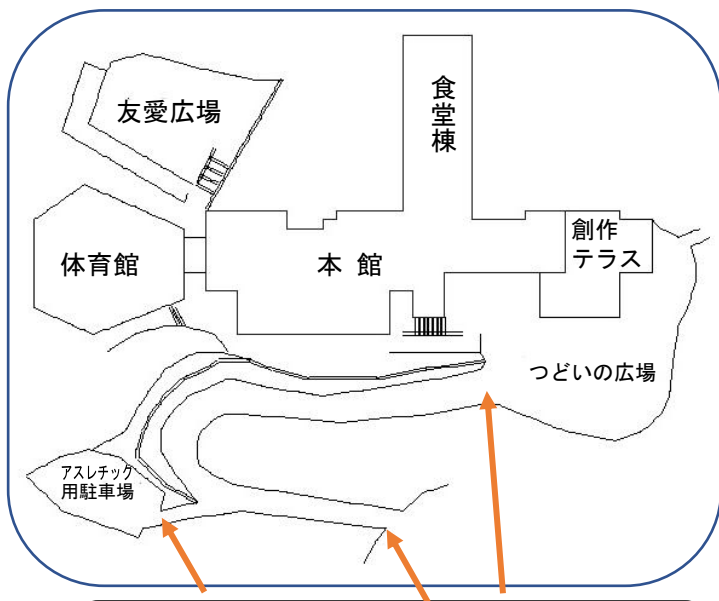 友愛広場
食堂棟
体育館
本館
創作
テラス
つどいの広場
アスレチック
用駐車場